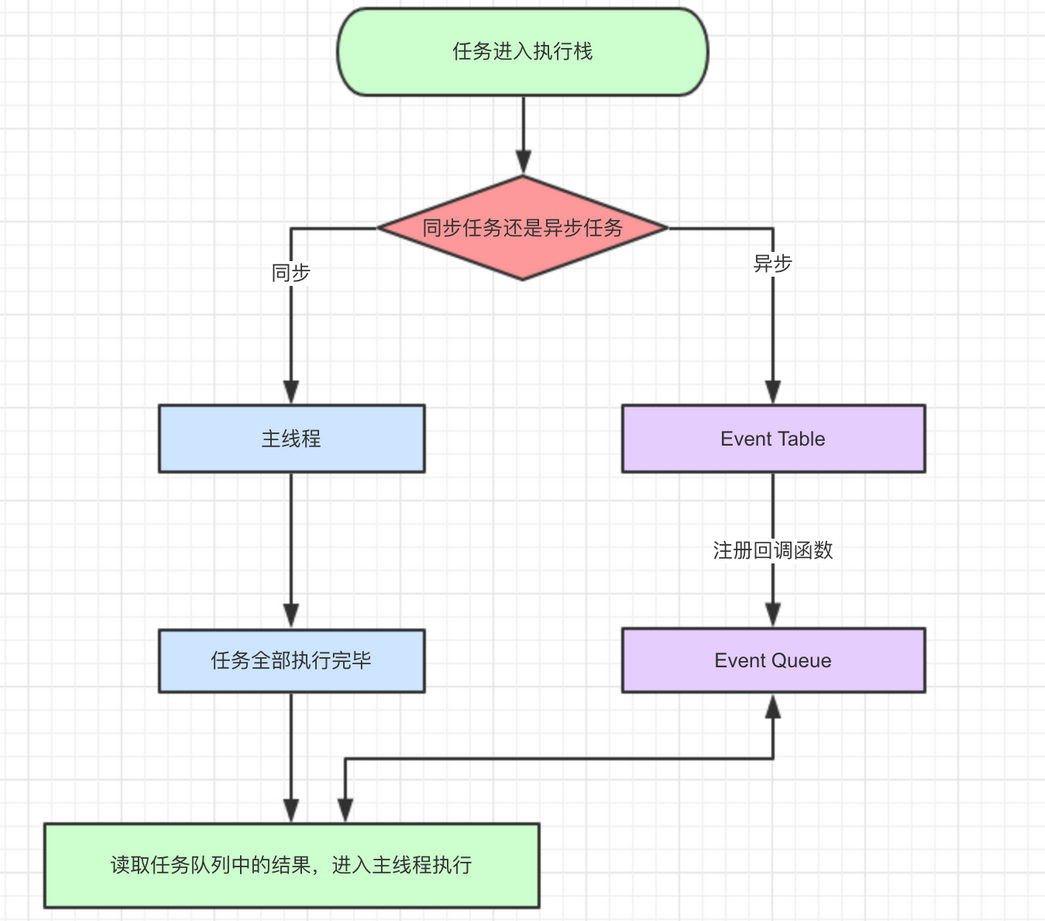 任务进入执行栈
同步任务还是异步任务
同步
异步
主线程
Event Table
注册回调函数
任务全部执行完毕
Event Queue
读取任务队列中的结果，进入主线程执行